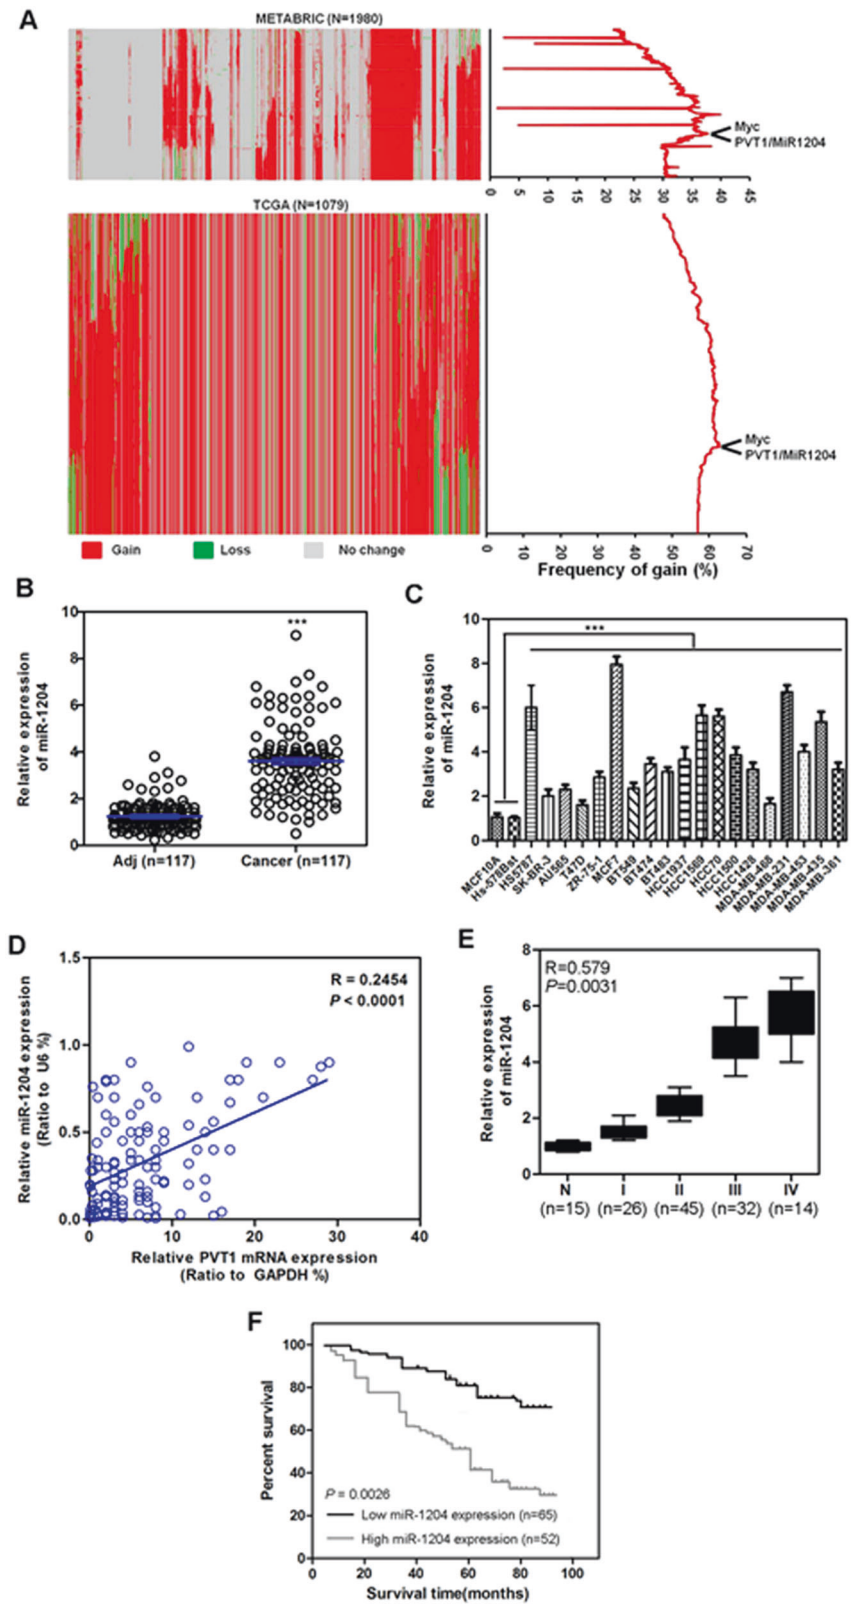 A
METABRIC (N=1980)
Myc
PVT1/MiR1204
0 5 10 15 20 25 30 35 40 45
TCGA (N=1079)
Myc
PVT1/MiR1204
Gain
Loss
No change
0 10 20 30 40 50 60 70
Frequency of gain (%)
B
Relative expression
of miR-1204
10
8
6
4
2
0
***
Adj (n=117)
Cancer (n=117)
C
Relative expression
of miR-1204
10
8
6
4
2
0
***
MCF10A
Hs-578Bst
HS578T
SK-BR-3
AU565
T47D
ZR-75-1
MCF7
BT549
BT474
BT483
HCC1937
HCC1569
HCC70
HCC1500
HCC1428
MDA-MB-468
MDA-MB-231
MDA-MB-453
MDA-MB-435
MDA-MB-361
D
Relative miR-1204 expression
(Ratio to U6 %)
1.5
1.0
0.5
0.0
R = 0.2454
P < 0.0001
0 10 20 30 40
Relative PVT1 mRNA expression
(Ratio to GAPDH %)
E
Relative expression
of miR-1204
8
6
4
2
0
R=0.579
P=0.0031
N I II III IV
(n=15) (n=26) (n=45) (n=32) (n=14)
F
Percent survival
100
80
60
40
20
0
P = 0.0026
Low miR-1204 expression (n=65)
High miR-1204 expression (n=52)
0 20 40 60 80 100
Survival time(months)